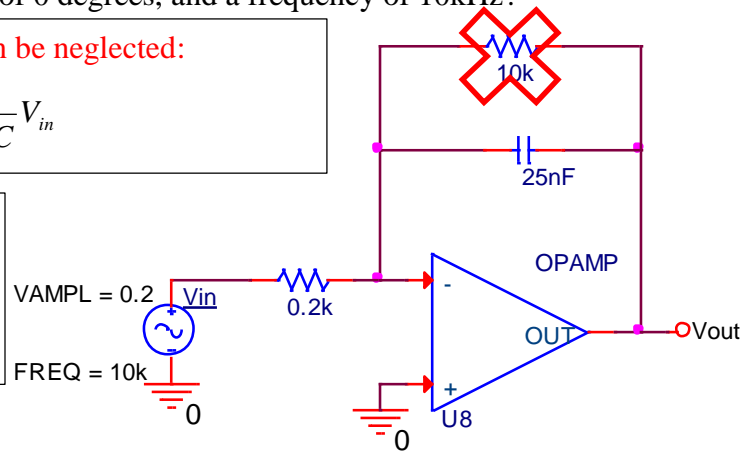 of 0 degrees, and a frequency of 10kHz?
be neglected:
C V_in
10k
25nF
OPAMP
VAMPL = 0.2
Vin
0.2k
-
OUT
Vout
FREQ = 10k
+
U8
0
0